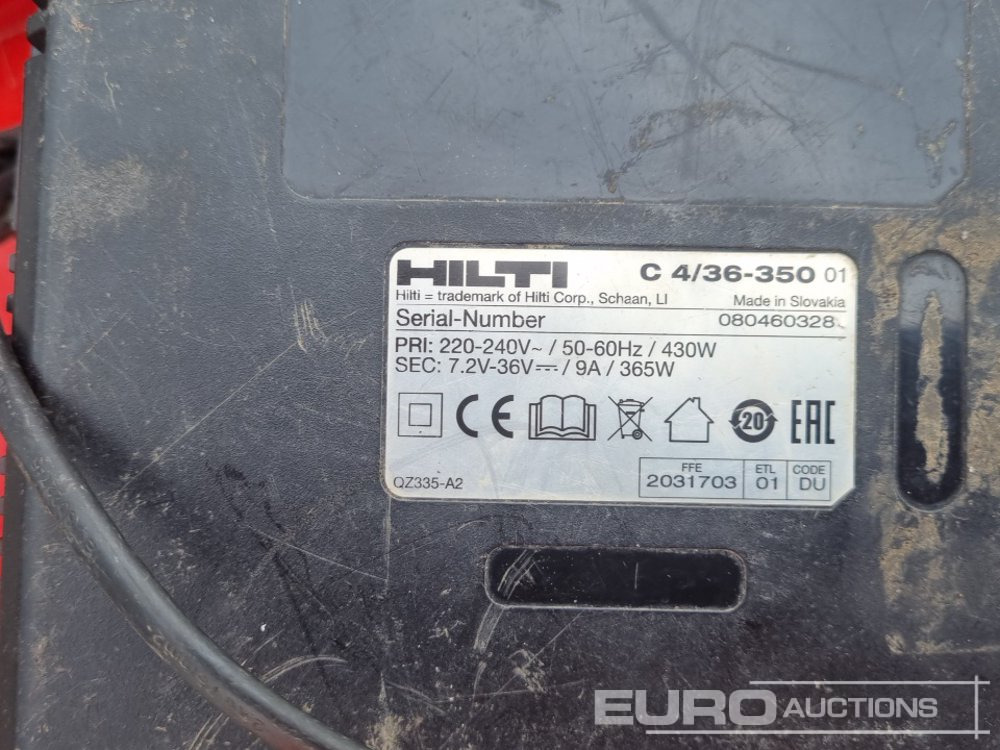 HILTI C 4/36-350 01
Hilti = trademark of Hilti Corp., Schaan, LI Made in Slovakia
Serial-Number 080460328
PRI: 220-240V~ / 50-60Hz / 430W
SEC: 7.2V-36V⎓ / 9A / 365W
CE 20 EAC
FFE ETL CODE
QZ335-A2 2031703 01 DU
EURO AUCTIONS